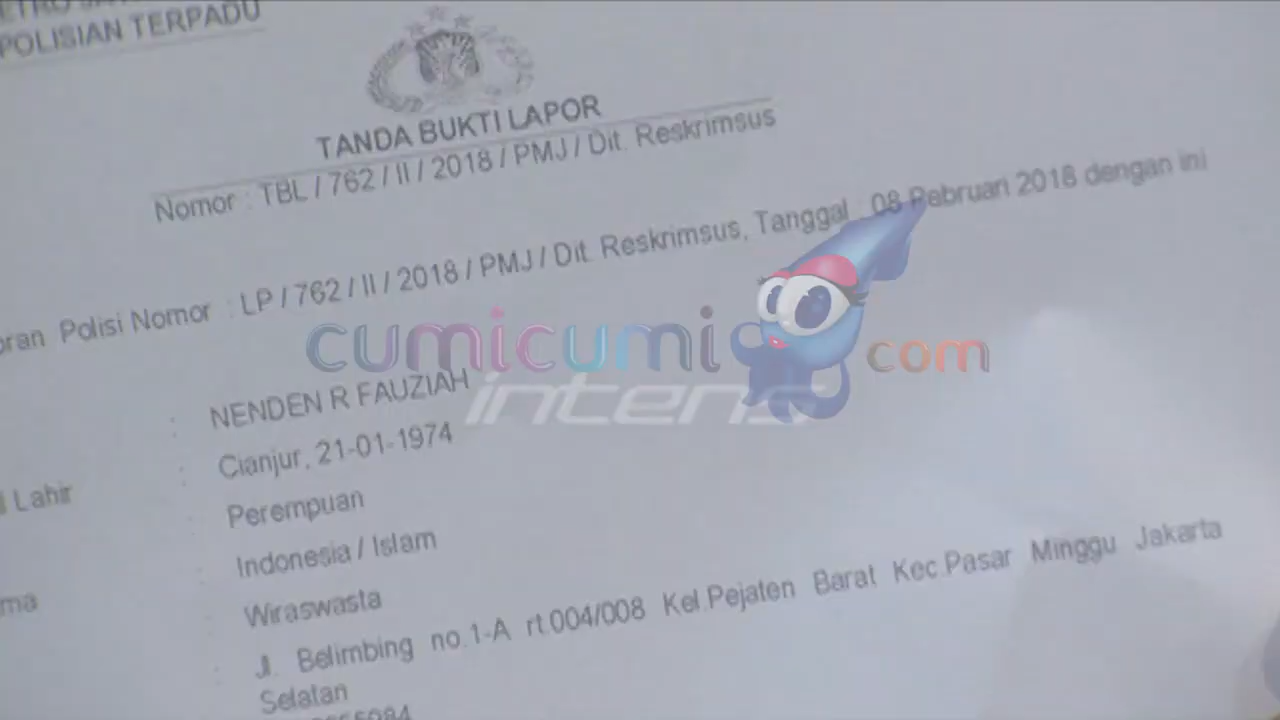 POLISIAN TERPADU
TANDA BUKTI LAPOR
Nomor : TBL / 762 / II / 2018 / PMJ / Dit. Reskrimsus
Polisi Nomor : LP / 762 / II / 2018 / PMJ / Dit. Reskrimsus, Tanggal : 08 Pebruari 2018 dengan ini
cumicumi.com
intens
: NENDEN R FAUZIAH
Lahir : Cianjur, 21-01-1974
: Perempuan
: Indonesia / Islam
: Wiraswasta
: Jl. Belimbing no.1-A rt.004/008 Kel.Pejaten Barat Kec.Pasar Minggu Jakarta
Selatan